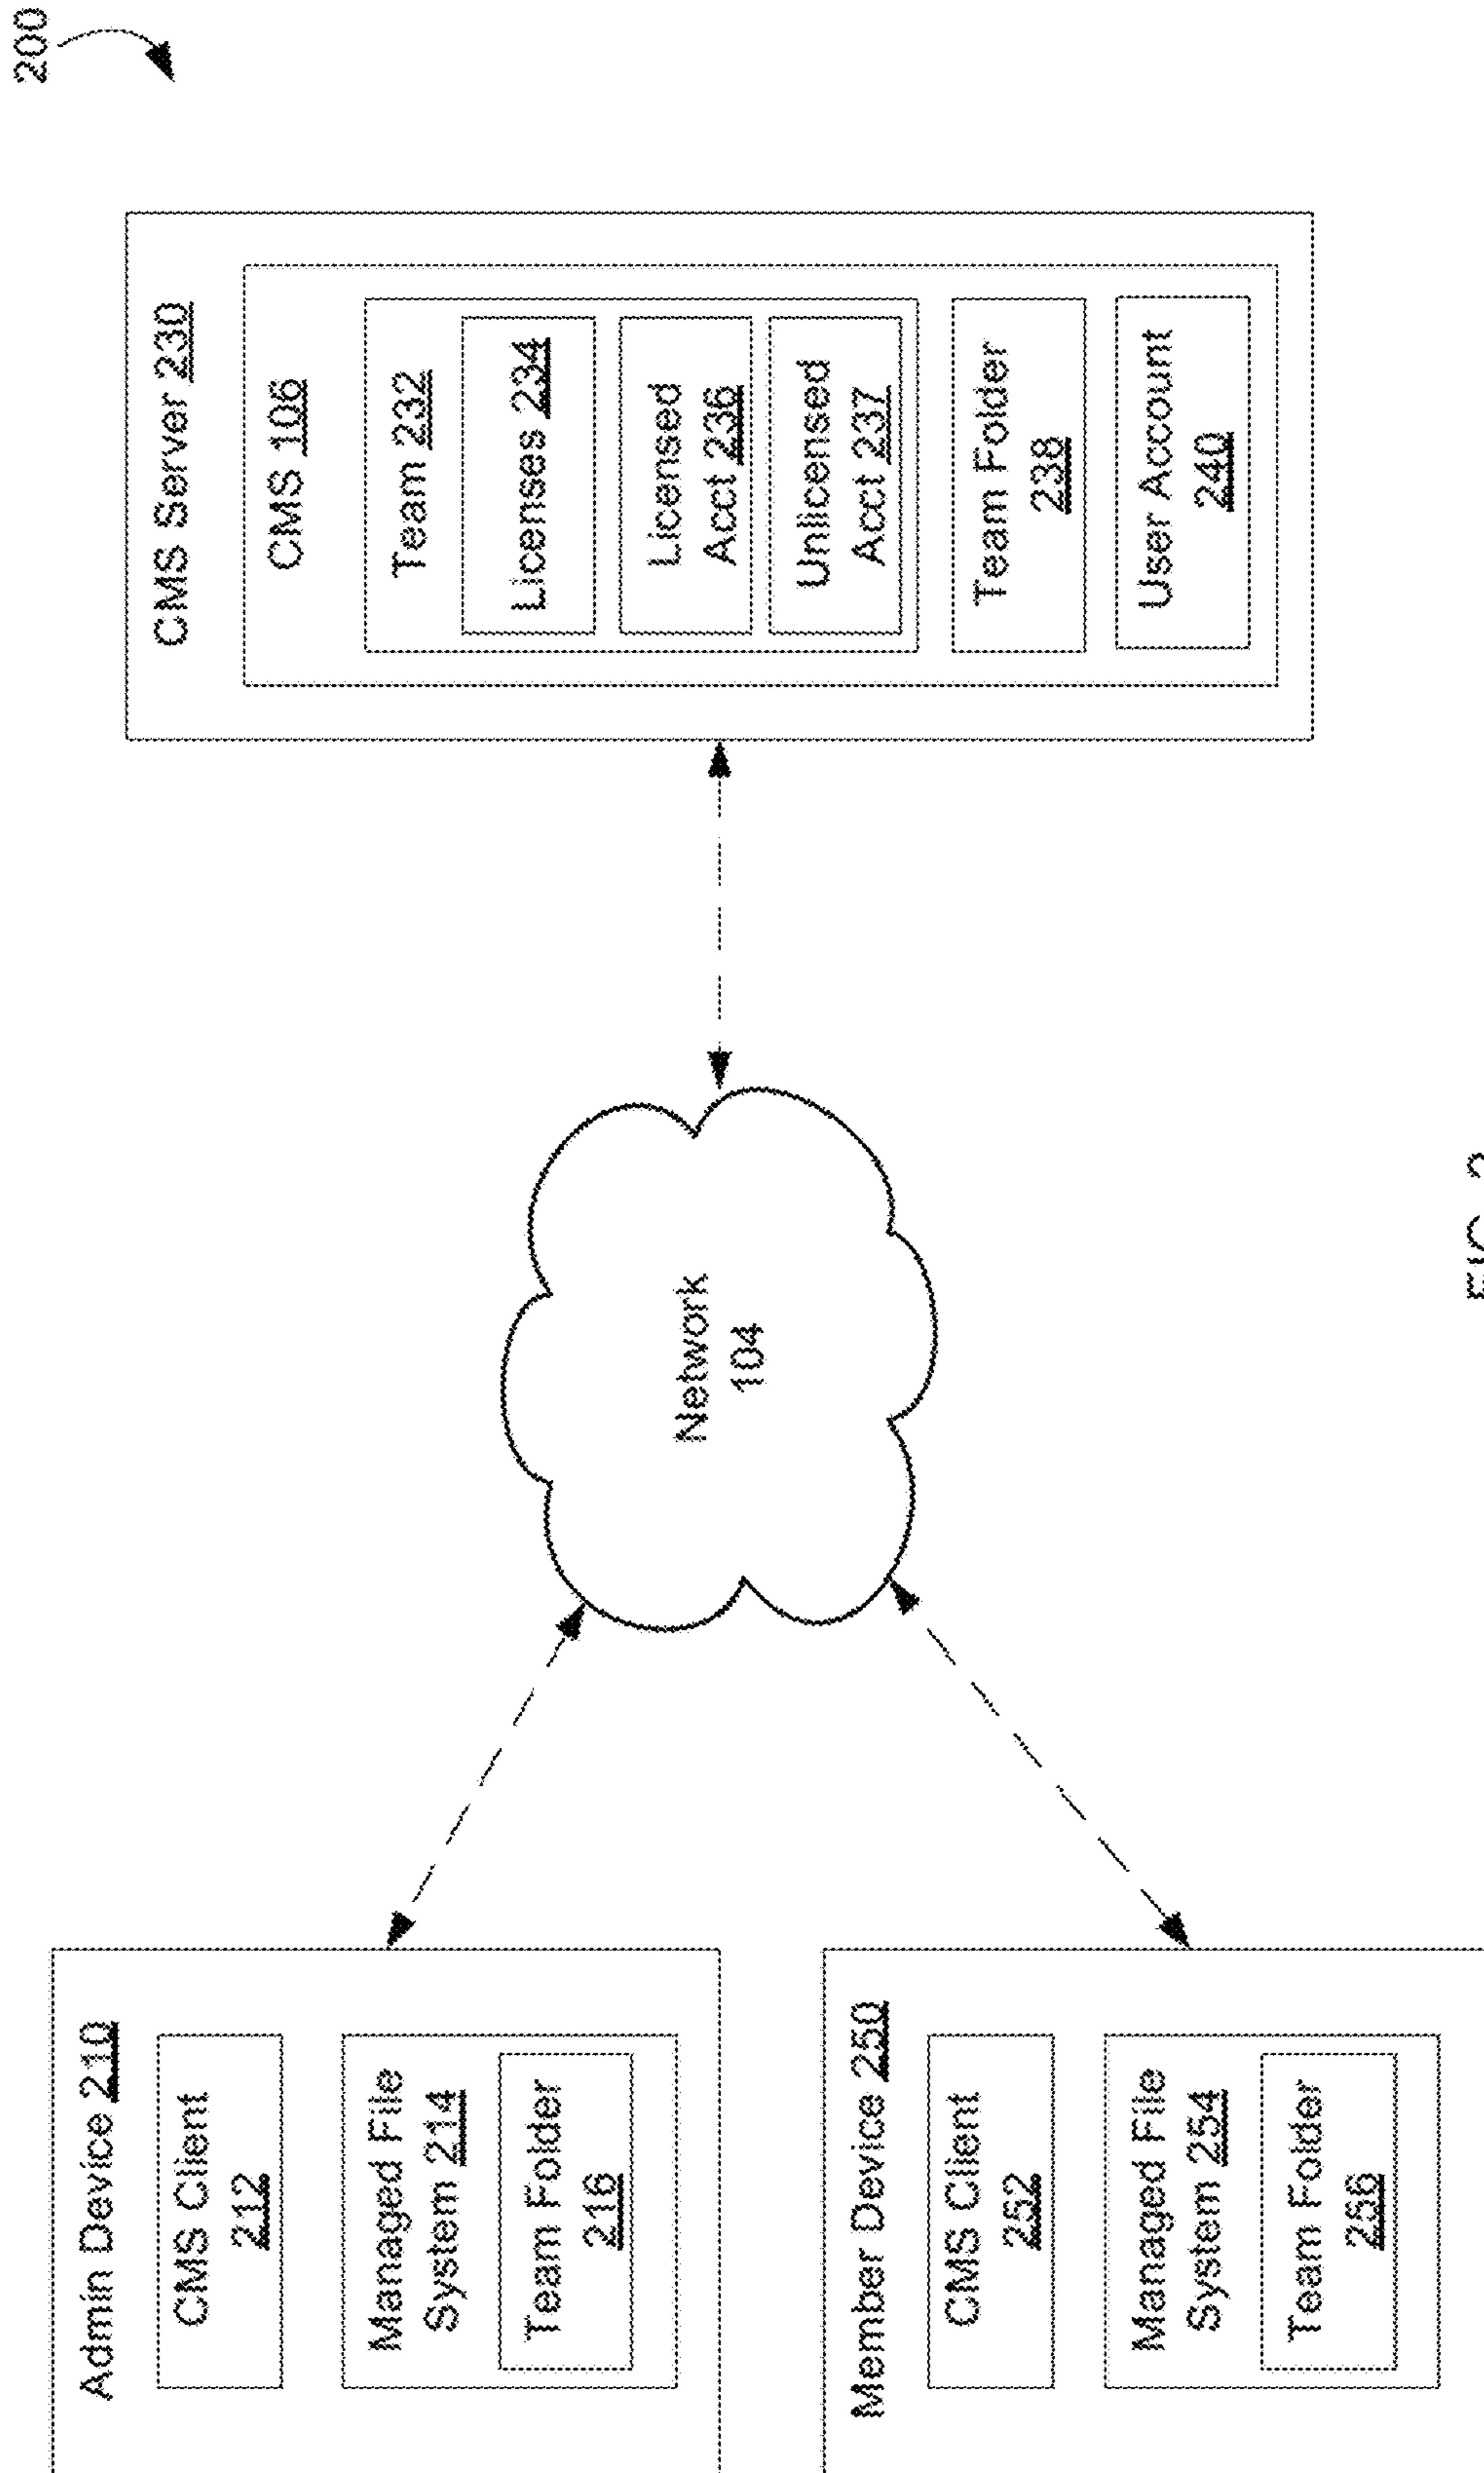 200
Admin Device 210
CMS Client
212
Managed File
System 214
Team Folder
216
Member Device 250
CMS Client
252
Managed File
System 254
Team Folder
256
Network
104
CMS Server 230
CMS 106
Team 232
Licenses 234
Licensed
Acct 236
Unlicensed
Acct 237
Team Folder
238
User Account
240